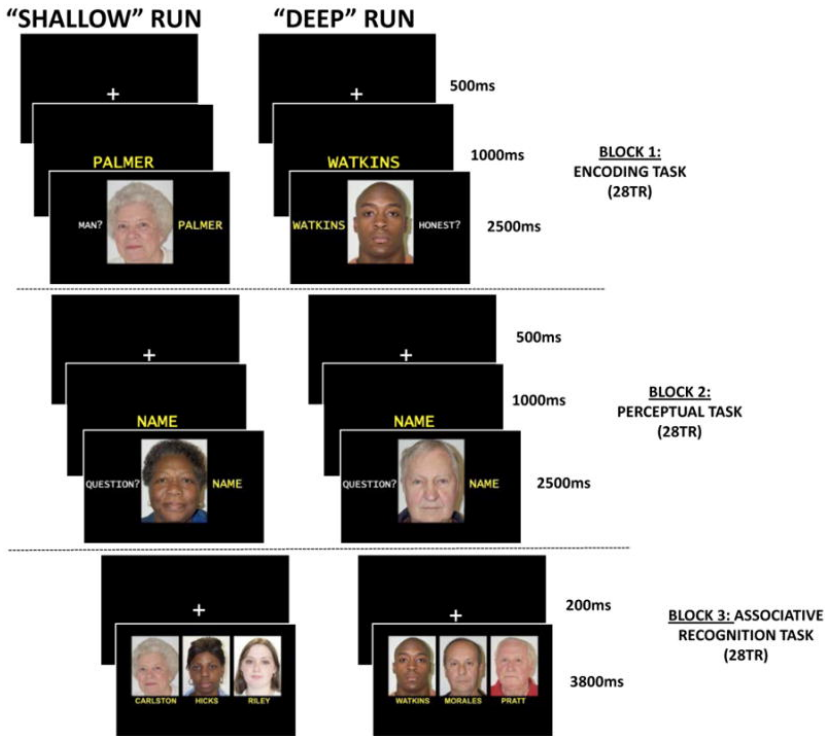 “SHALLOW” RUN
“DEEP” RUN
+
+
500ms
PALMER
WATKINS
1000ms
BLOCK 1:
ENCODING TASK
(28TR)
MAN?
PALMER
WATKINS
HONEST?
2500ms
+
+
500ms
NAME
NAME
1000ms
BLOCK 2:
PERCEPTUAL TASK
(28TR)
QUESTION?
NAME
QUESTION?
NAME
2500ms
+
+
200ms
BLOCK 3: ASSOCIATIVE
RECOGNITION TASK
(28TR)
CARLSTON
HICKS
RILEY
WATKINS
MORALES
PRATT
3800ms